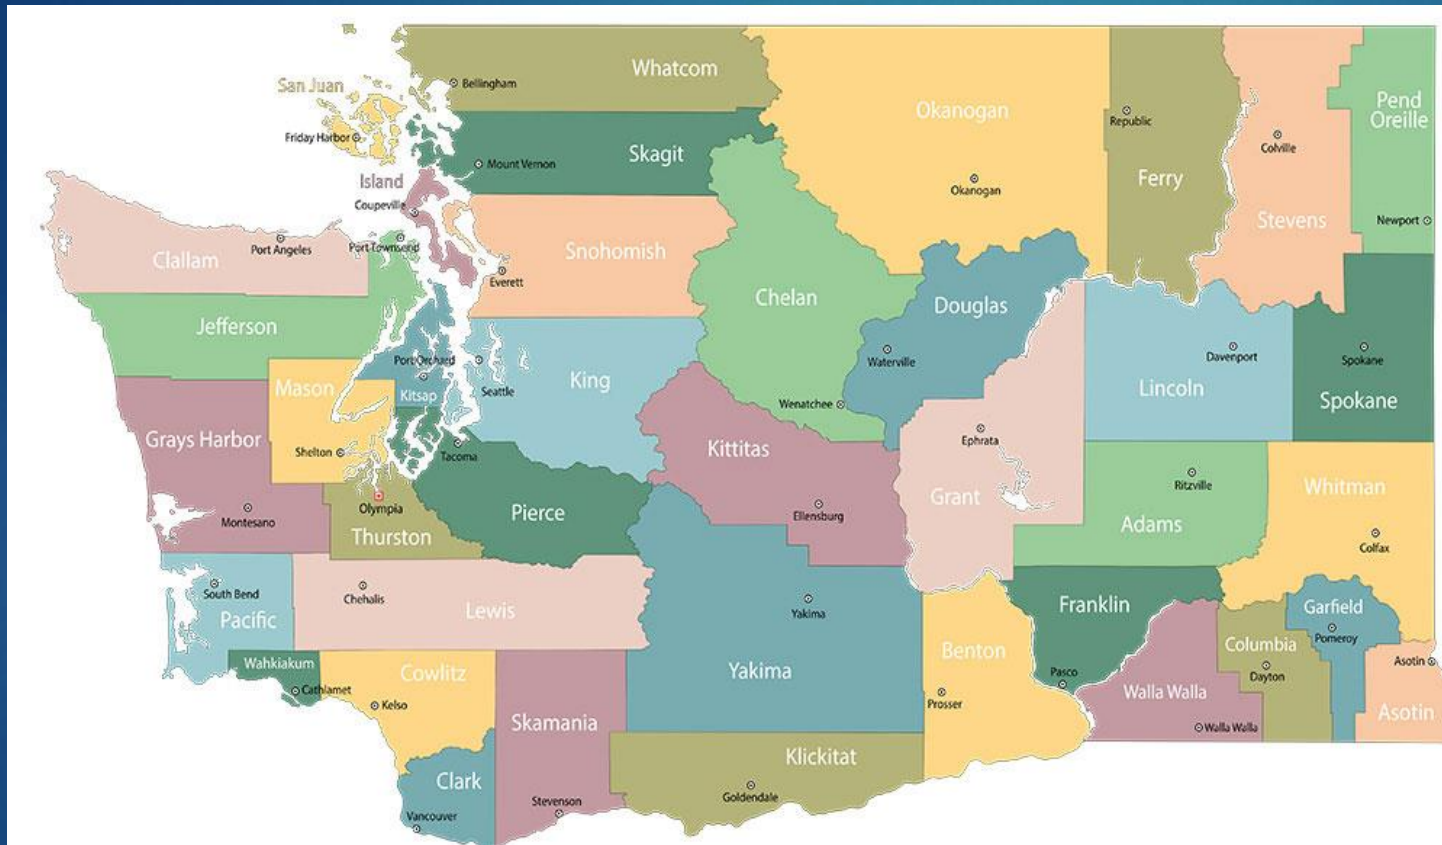 Whatcom
Bellingham
San Juan
Friday Harbor
Skagit
Mount Vernon
Okanogan
Okanogan
Republic
Ferry
Colville
Stevens
Pend
Oreille
Newport
Island
Coupeville
Clallam
Port Angeles
Port Townsend
Snohomish
Everett
Chelan
Wenatchee
Douglas
Waterville
Jefferson
Port Orchard
Kitsap
Seattle
King
Mason
Shelton
Lincoln
Davenport
Spokane
Spokane
Grays Harbor
Montesano
Tacoma
Pierce
Kittitas
Ellensburg
Ephrata
Grant
Ritzville
Adams
Whitman
Colfax
Olympia
Thurston
South Bend
Pacific
Chehalis
Lewis
Yakima
Yakima
Franklin
Pasco
Garfield
Pomeroy
Columbia
Dayton
Asotin
Asotin
Wahkiakum
Cathlamet
Cowlitz
Kelso
Skamania
Stevenson
Benton
Prosser
Walla Walla
Walla Walla
Clark
Vancouver
Klickitat
Goldendale